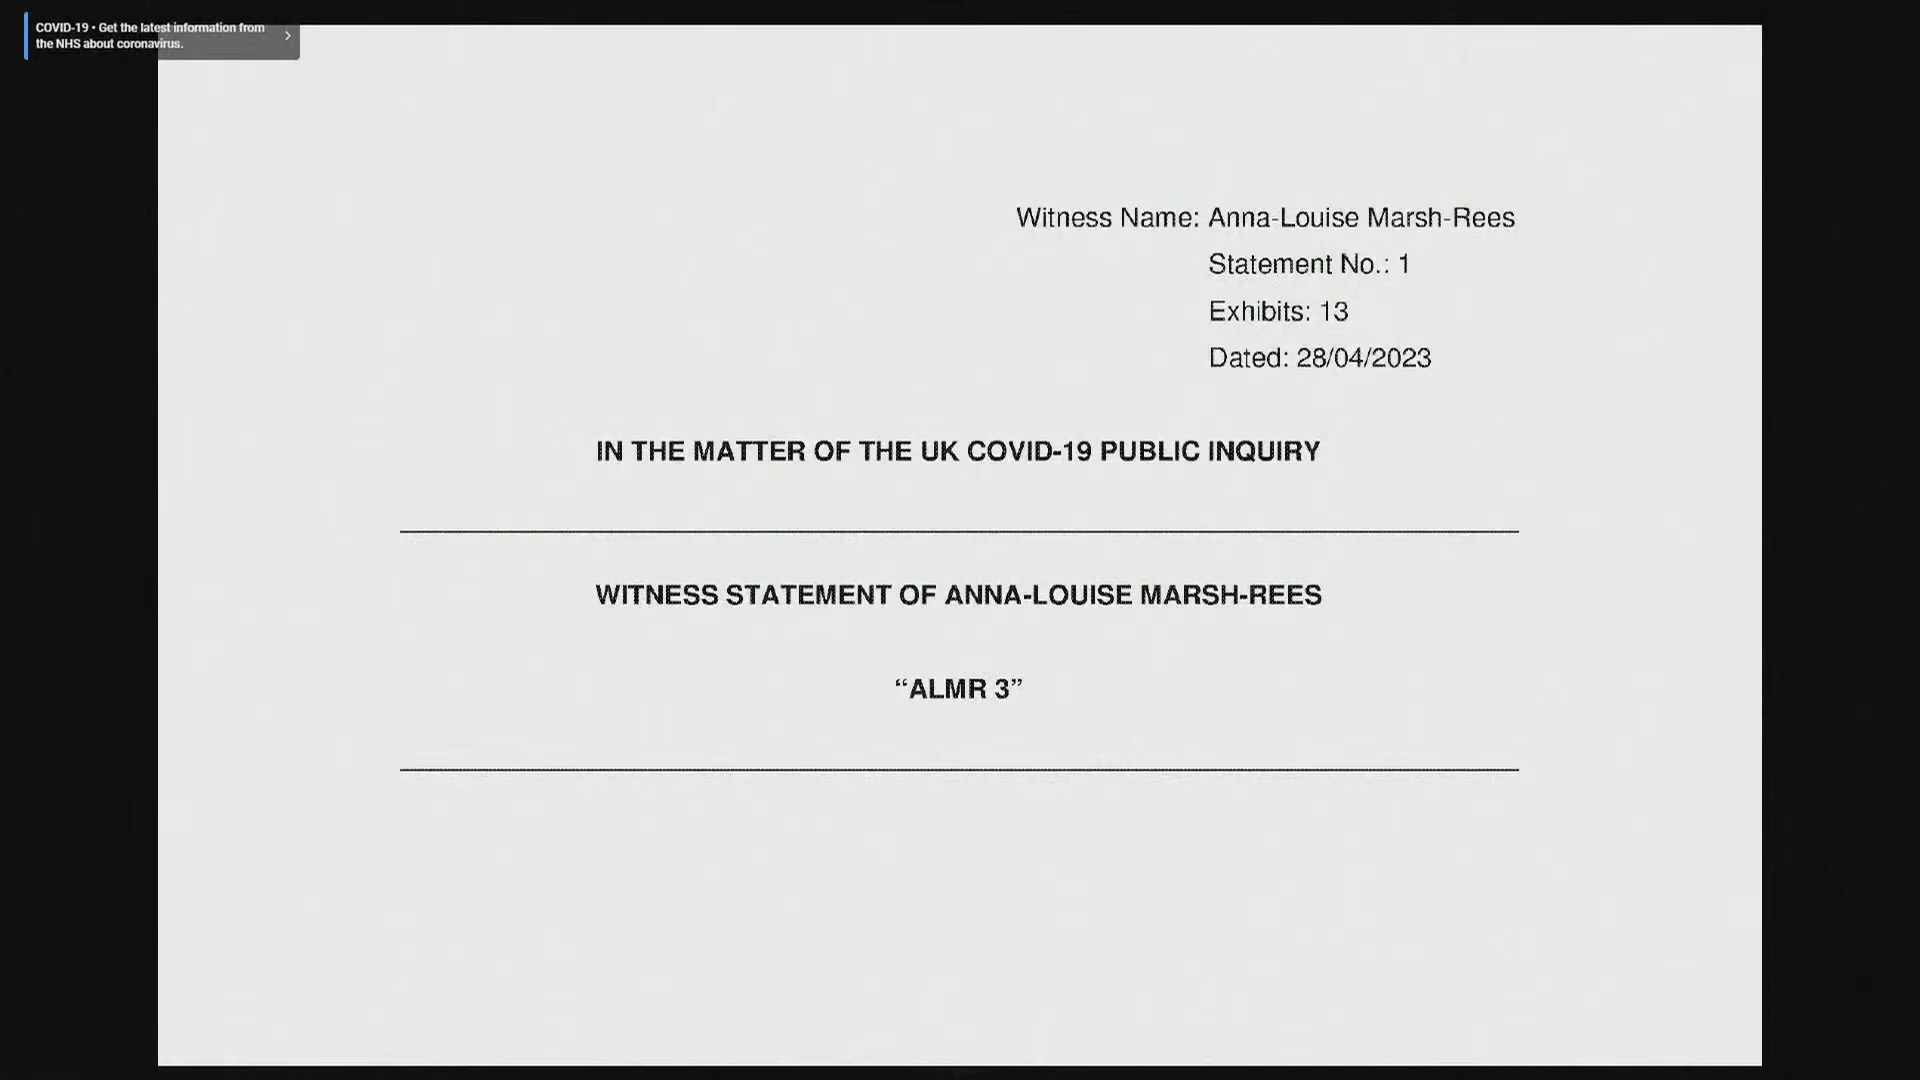 COVID-19 • Get the latest information from
the NHS about coronavirus.
Witness Name: Anna-Louise Marsh-Rees
Statement No.: 1
Exhibits: 13
Dated: 28/04/2023
IN THE MATTER OF THE UK COVID-19 PUBLIC INQUIRY
WITNESS STATEMENT OF ANNA-LOUISE MARSH-REES
“ALMR 3”